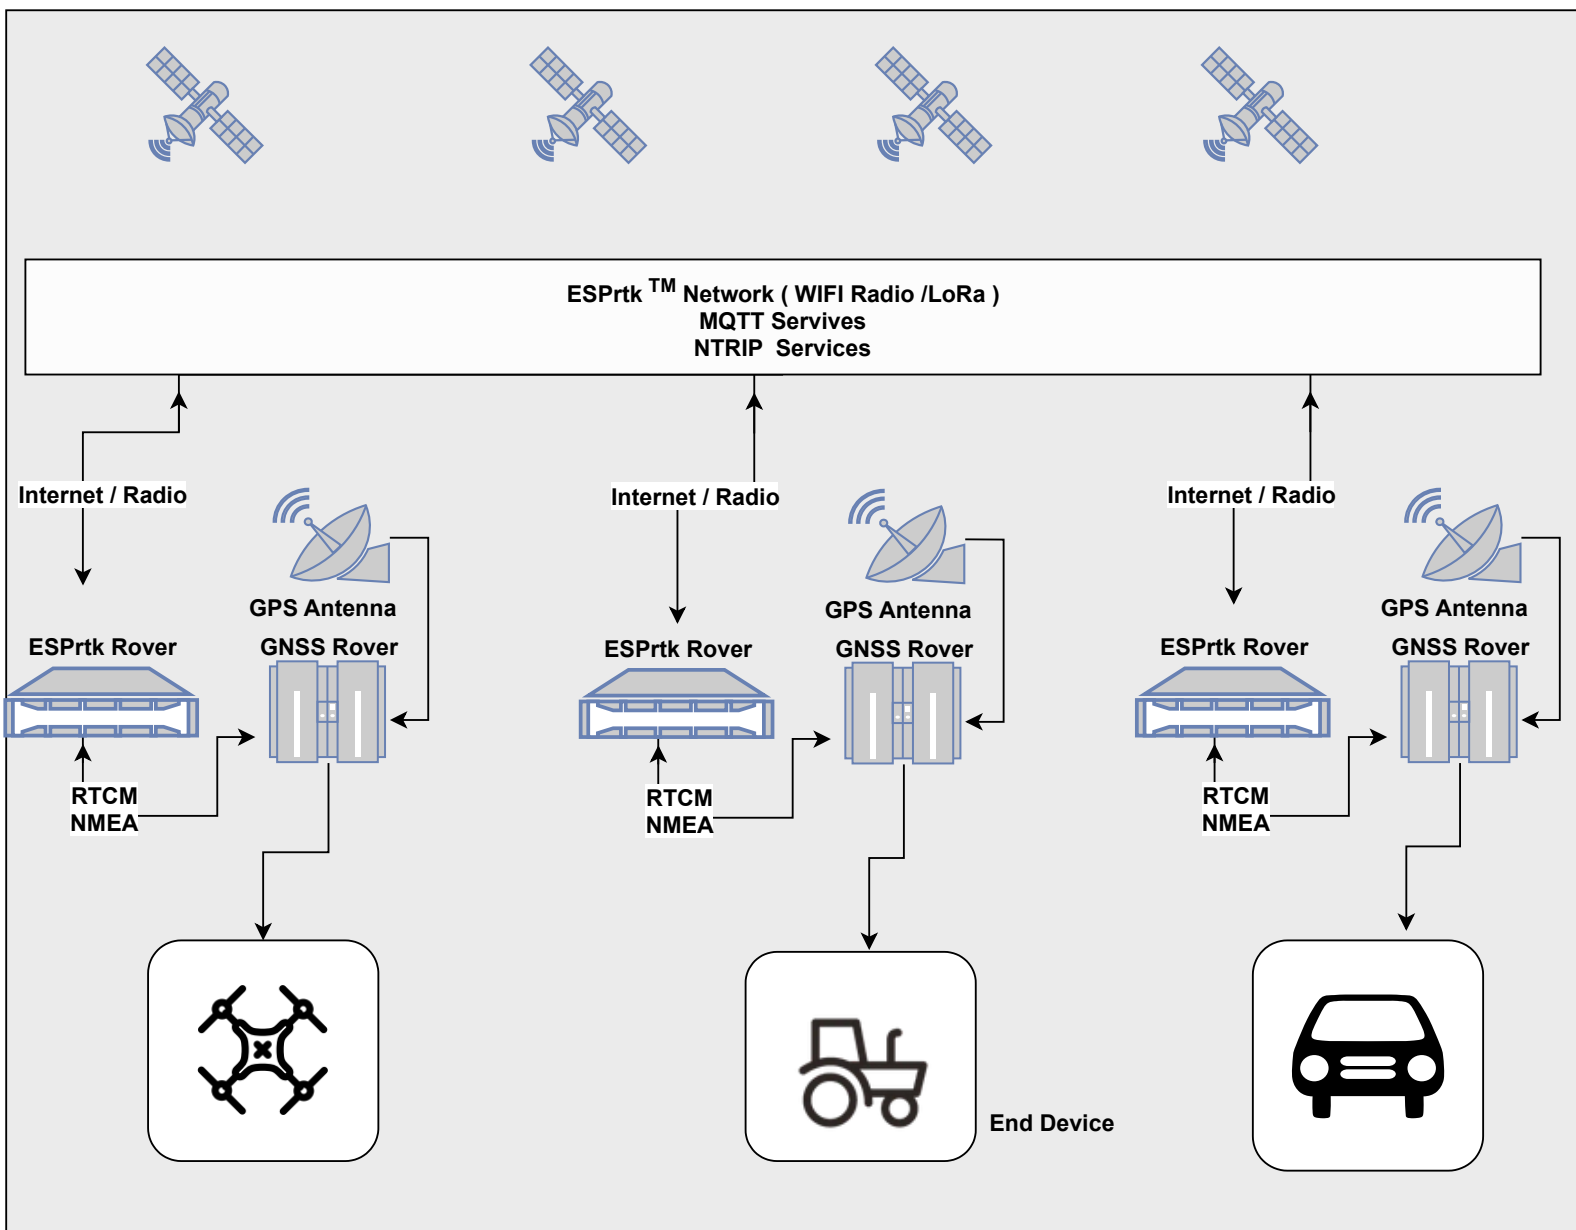 ESPrtk TM Network ( WIFI Radio /LoRa )
MQTT Servives
NTRIP Services
Internet / Radio
Internet / Radio
Internet / Radio
GPS Antenna
GPS Antenna
GPS Antenna
ESPrtk Rover
GNSS Rover
ESPrtk Rover
GNSS Rover
ESPrtk Rover
GNSS Rover
RTCM
NMEA
RTCM
NMEA
RTCM
NMEA
End Device